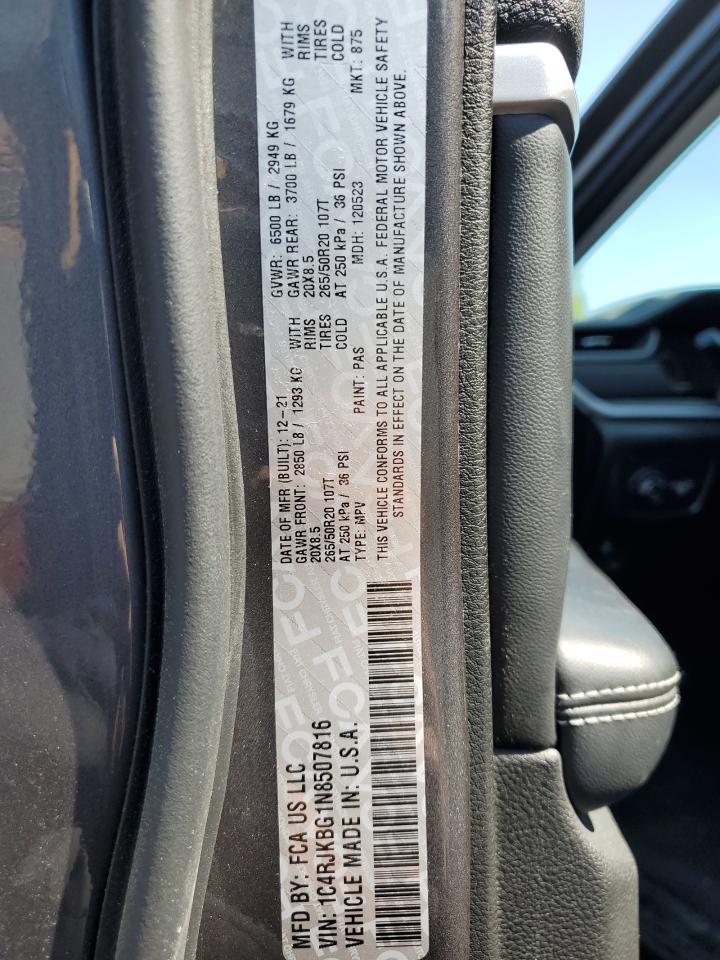 MFD BY: FCA US LLC
VIN: 1C4RJKBG1N8507816
VEHICLE MADE IN: U.S.A.
DATE OF MFR (BUILT): 12-21 GVWR: 6500 LB / 2949 KG
GAWR FRONT: 2850 LB / 1293 KG WITH GAWR REAR: 3700 LB / 1679 KG WITH
20X8.5 RIMS 20X8.5 RIMS
265/50R20 107T TIRES 265/50R20 107T TIRES
AT 250 kPa / 36 PSI COLD AT 250 kPa / 36 PSI COLD
TYPE: MPV PAINT: PAS MDH: 120523 MKT: 875
THIS VEHICLE CONFORMS TO ALL APPLICABLE U.S.A. FEDERAL MOTOR VEHICLE SAFETY
STANDARDS IN EFFECT ON THE DATE OF MANUFACTURE SHOWN ABOVE.